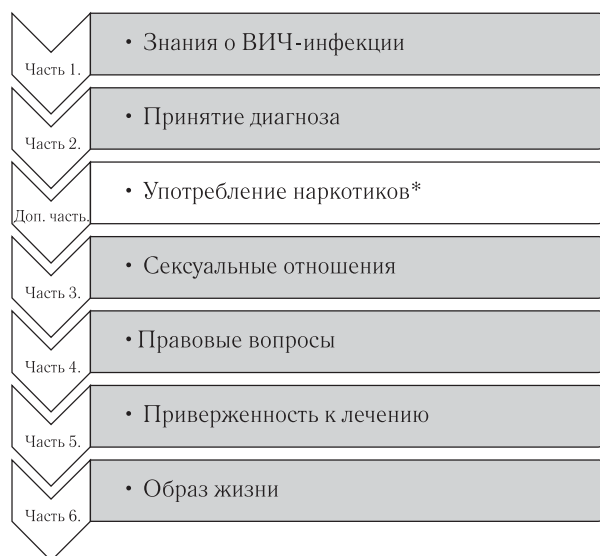 • Знания о ВИЧ-инфекции
Часть 1.
• Принятие диагноза
Часть 2.
• Употребление наркотиков*
Доп. часть.
• Сексуальные отношения
Часть 3.
• Правовые вопросы
Часть 4.
• Приверженность к лечению
Часть 5.
• Образ жизни
Часть 6.